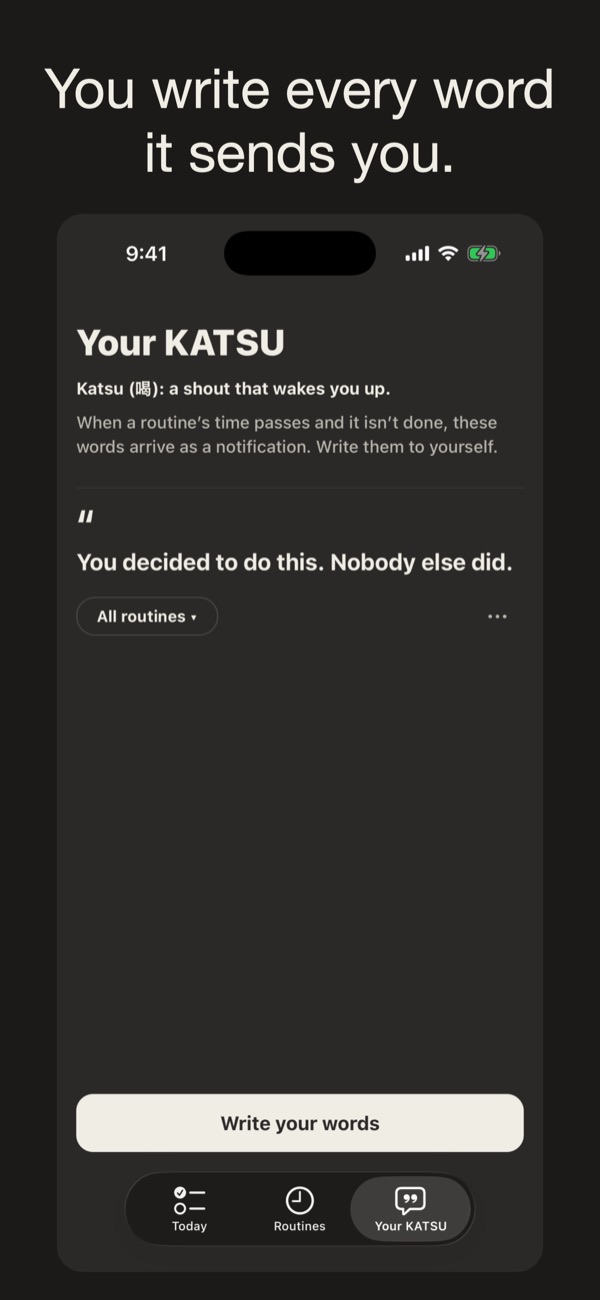 You write every word
it sends you.
9:41
Your KATSU
Katsu (喝): a shout that wakes you up.
When a routine’s time passes and it isn’t done, these
words arrive as a notification. Write them to yourself.
"
You decided to do this. Nobody else did.
All routines ▾
Write your words
Today
Routines
Your KATSU